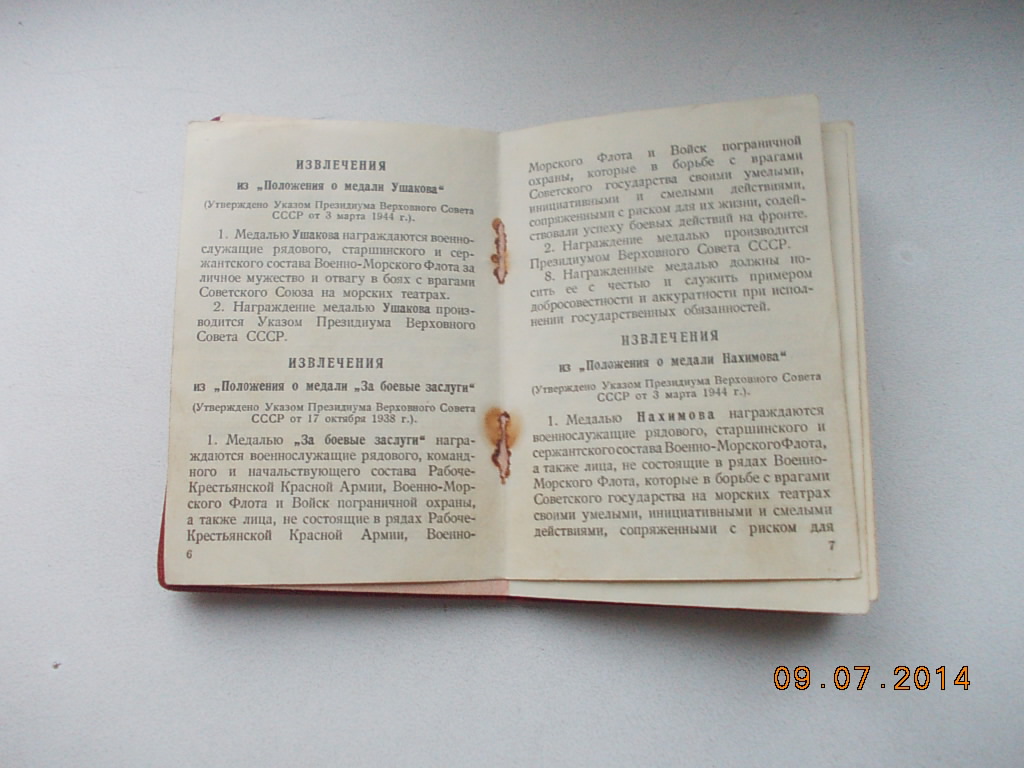 ИЗВЛЕЧЕНИЯ
из „Положения о медали Ушакова“
(Утверждено Указом Президиума Верховного Совета
СССР от 3 марта 1944 г.).
1. Медалью Ушакова награждаются военно-
служащие рядового, старшинского и сер-
жантского состава Военно-Морского Флота за
личное мужество и отвагу в боях с врагами
Советского Союза на морских театрах.
2. Награждение медалью Ушакова произ-
водится Указом Президиума Верховного
Совета СССР.
ИЗВЛЕЧЕНИЯ
из „Положения о медали „За боевые заслуги“
(Утверждено Указом Президиума Верховного Совета
СССР от 17 октября 1938 г.).
1. Медалью „За боевые заслуги“ награ-
ждаются военнослужащие рядового, команд-
ного и начальствующего состава Рабоче-
Крестьянской Красной Армии, Военно-Мор-
ского Флота и Войск пограничной охраны,
а также лица, не состоящие в рядах Рабоче-
Крестьянской Красной Армии, Военно-
6
Морского Флота и Войск пограничной
охраны, которые в борьбе с врагами
Советского государства своими умелыми,
инициативными и смелыми действиями,
сопряженными с риском для их жизни, содей-
ствовали успеху боевых действий на фронте.
2. Награждение медалью производится
Президиумом Верховного Совета СССР.
8. Награжденные медалью должны но-
сить ее с честью и служить примером
добросовестности и аккуратности при испол-
нении государственных обязанностей.
ИЗВЛЕЧЕНИЯ
из „Положения о медали Нахимова“
(Утверждено Указом Президиума Верховного Совета
СССР от 3 марта 1944 г.).
1. Медалью Нахимова награждаются
военнослужащие рядового, старшинского и
сержантского состава Военно-Морского Флота,
а также лица, не состоящие в рядах Военно-
Морского Флота, которые в борьбе с врагами
Советского государства на морских театрах
своими умелыми, инициативными и смелыми
действиями, сопряженными с риском для
7
09.07.2014